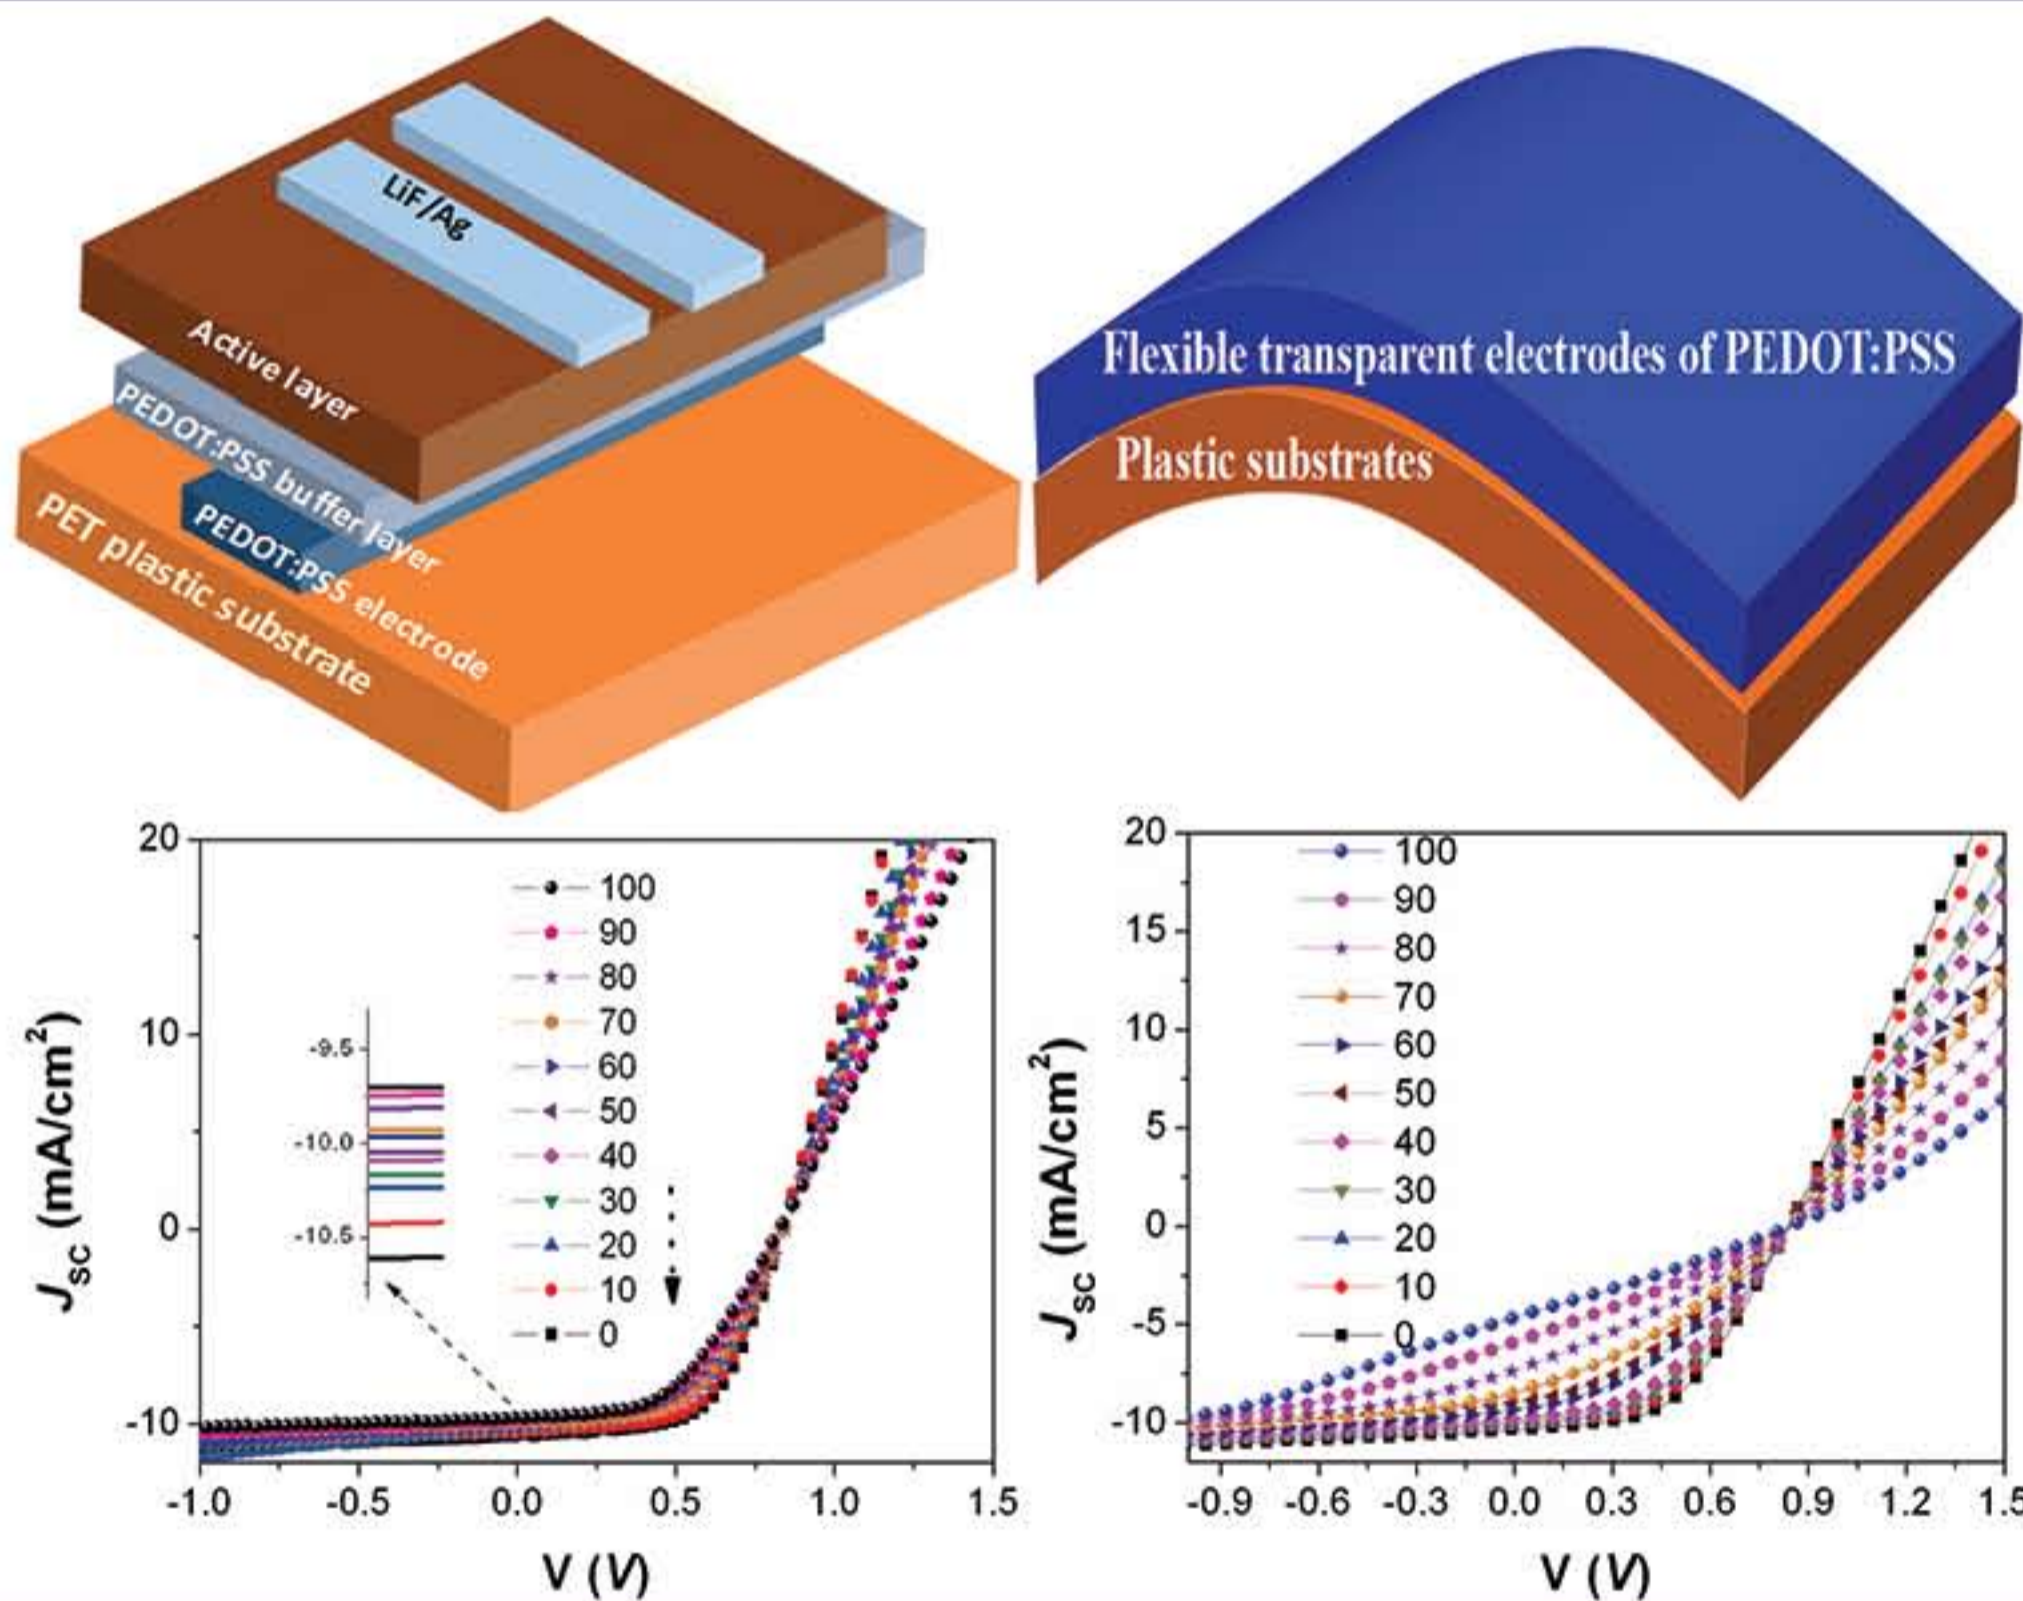 LiF/Ag
Active layer
PEDOT:PSS buffer layer
PEDOT:PSS electrode
PET plastic substrate
Flexible transparent electrodes of PEDOT:PSS
Plastic substrates
20
10
0
-10
Jsc (mA/cm²)
-9.5
-10.0
-10.5
100
90
80
70
60
50
40
30
20
10
0
-1.0 -0.5 0.0 0.5 1.0 1.5
V (V)
20
15
10
5
0
-5
-10
Jsc (mA/cm²)
100
90
80
70
60
50
40
30
20
10
0
-0.9 -0.6 -0.3 0.0 0.3 0.6 0.9 1.2 1.5
V (V)